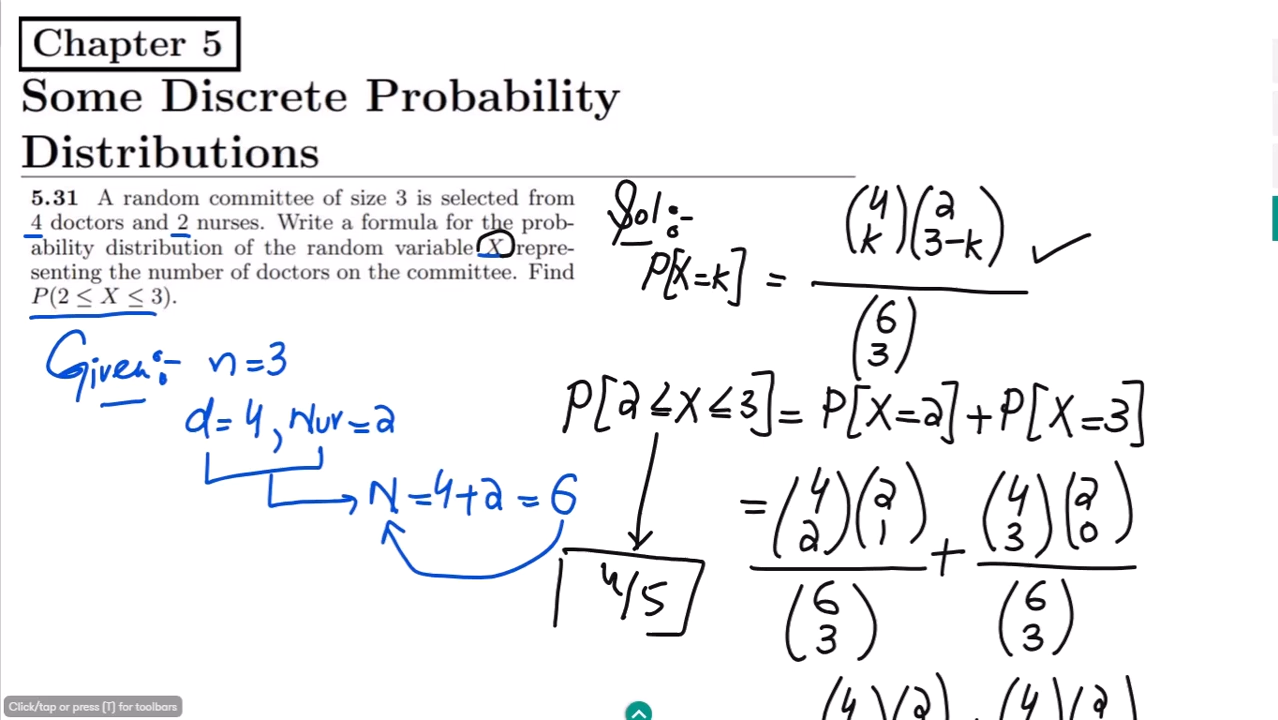 Chapter 5
Some Discrete Probability
Distributions
5.31 A random committee of size 3 is selected from
4 doctors and 2 nurses. Write a formula for the prob-
ability distribution of the random variable X repre-
senting the number of doctors on the committee. Find
P(2 ≤ X ≤ 3).
Given:- n=3
d=4, Nur=2
N=4+2=6
Sol:-
P[X=k] = (4 k)(2 3-k) / (6 3) ✓
P[2≤X≤3] = P[X=2]+P[X=3]
= (4 2)(2 1) / (6 3) + (4 3)(2 0) / (6 3)
4/5
(4 )(2 ) + (4 )(2
Click/tap or press [T] for toolbars